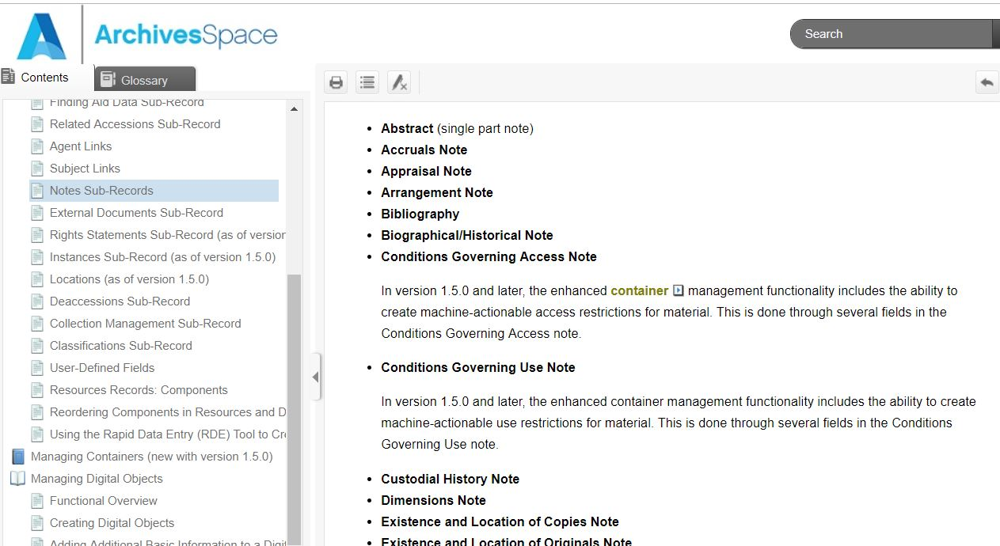 ArchivesSpace
Search
Contents
Glossary
Finding Aid Data Sub-Record
Related Accessions Sub-Record
Agent Links
Subject Links
Notes Sub-Records
External Documents Sub-Record
Rights Statements Sub-Record (as of version
Instances Sub-Record (as of version 1.5.0)
Locations (as of version 1.5.0)
Deaccessions Sub-Record
Collection Management Sub-Record
Classifications Sub-Record
User-Defined Fields
Resources Records: Components
Reordering Components in Resources and D
Using the Rapid Data Entry (RDE) Tool to Cre
Managing Containers (new with version 1.5.0)
Managing Digital Objects
Functional Overview
Creating Digital Objects
Adding Additional Basic Information to a Digit
• Abstract (single part note)
• Accruals Note
• Appraisal Note
• Arrangement Note
• Bibliography
• Biographical/Historical Note
• Conditions Governing Access Note
In version 1.5.0 and later, the enhanced container management functionality includes the ability to
create machine-actionable access restrictions for material. This is done through several fields in the
Conditions Governing Access note.
• Conditions Governing Use Note
In version 1.5.0 and later, the enhanced container management functionality includes the ability to create
machine-actionable use restrictions for material. This is done through several fields in the Conditions
Governing Use note.
• Custodial History Note
• Dimensions Note
• Existence and Location of Copies Note
• Existence and Location of Originals Note